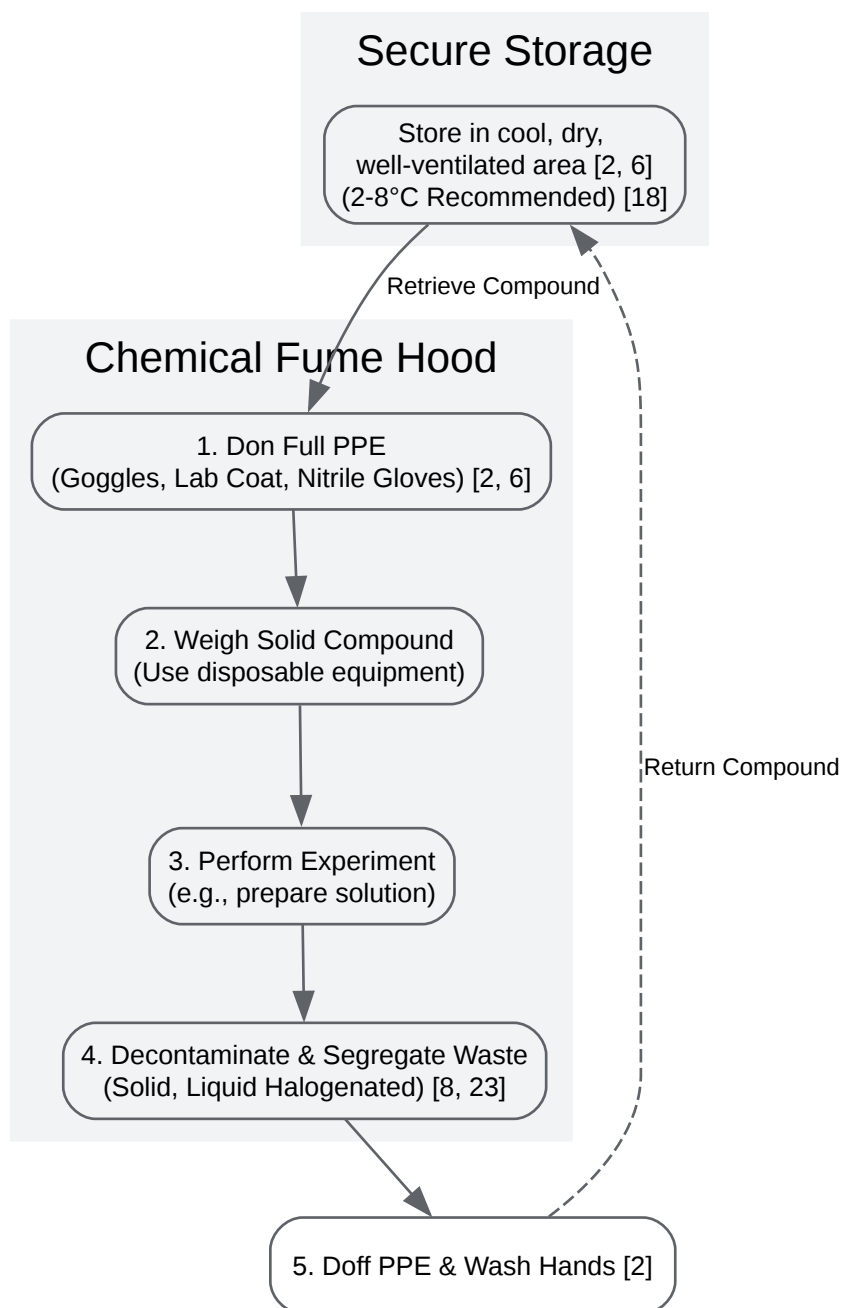 Secure Storage
Store in cool, dry,
well-ventilated area [2, 6]
(2-8°C Recommended) [18]
Retrieve Compound
Chemical Fume Hood
1. Don Full PPE
(Goggles, Lab Coat, Nitrile Gloves) [2, 6]
2. Weigh Solid Compound
(Use disposable equipment)
Return Compound
3. Perform Experiment
(e.g., prepare solution)
4. Decontaminate & Segregate Waste
(Solid, Liquid Halogenated) [8, 23]
5. Doff PPE & Wash Hands [2]